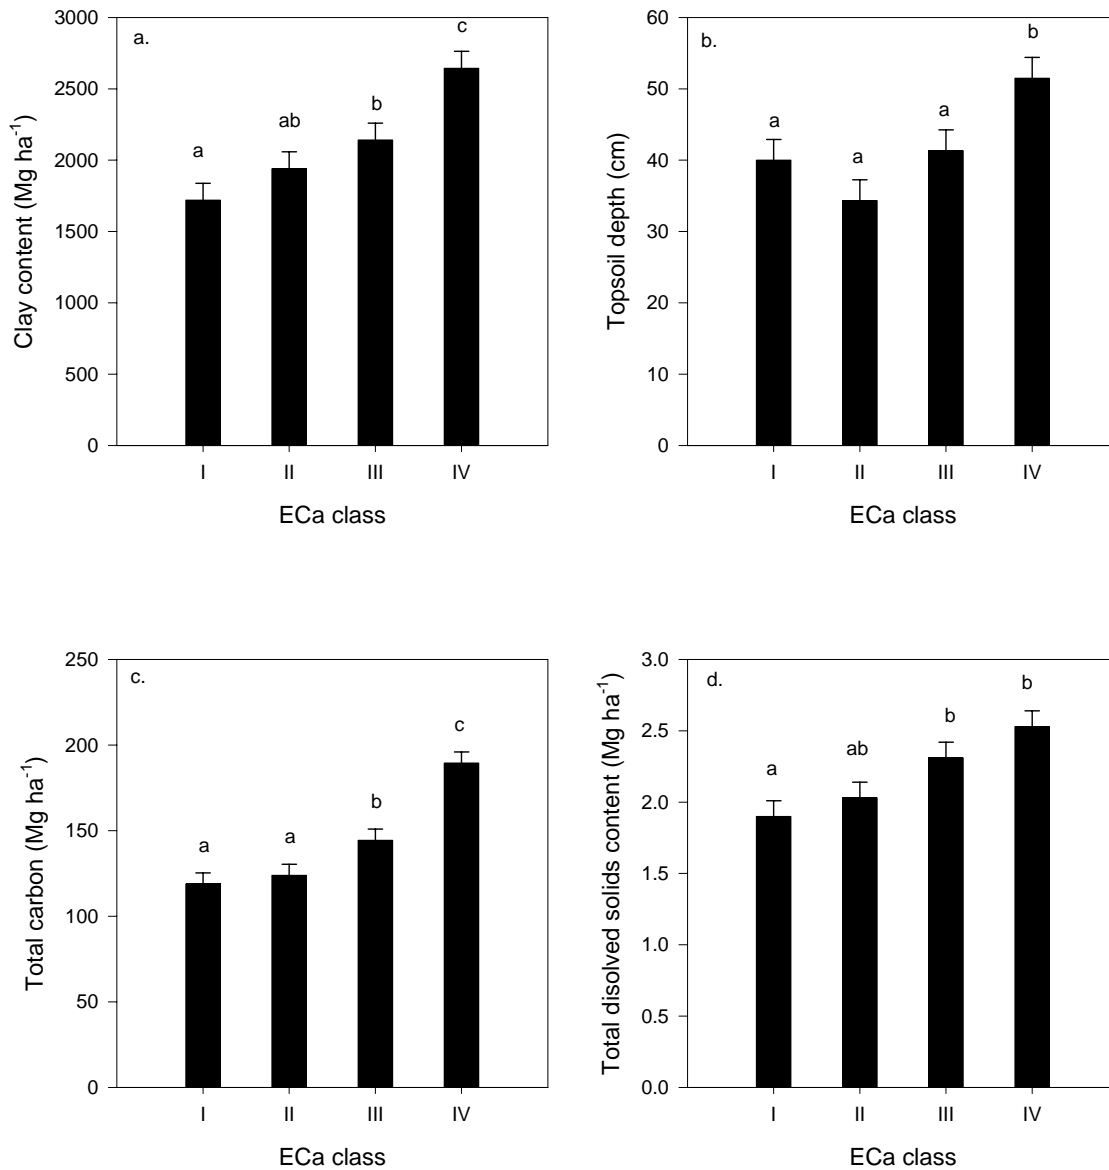 a.
Clay content (Mg ha⁻¹)
3000
2500
2000
1500
1000
500
0
a
ab
b
c
I II III IV
ECa class
b.
Topsoil depth (cm)
60
50
40
30
20
10
0
a
a
a
b
I II III IV
ECa class
c.
Total carbon (Mg ha⁻¹)
250
200
150
100
50
0
a
a
b
c
I II III IV
ECa class
d.
Total disolved solids content (Mg ha⁻¹)
3.0
2.5
2.0
1.5
1.0
0.5
0.0
a
ab
b
b
I II III IV
ECa class